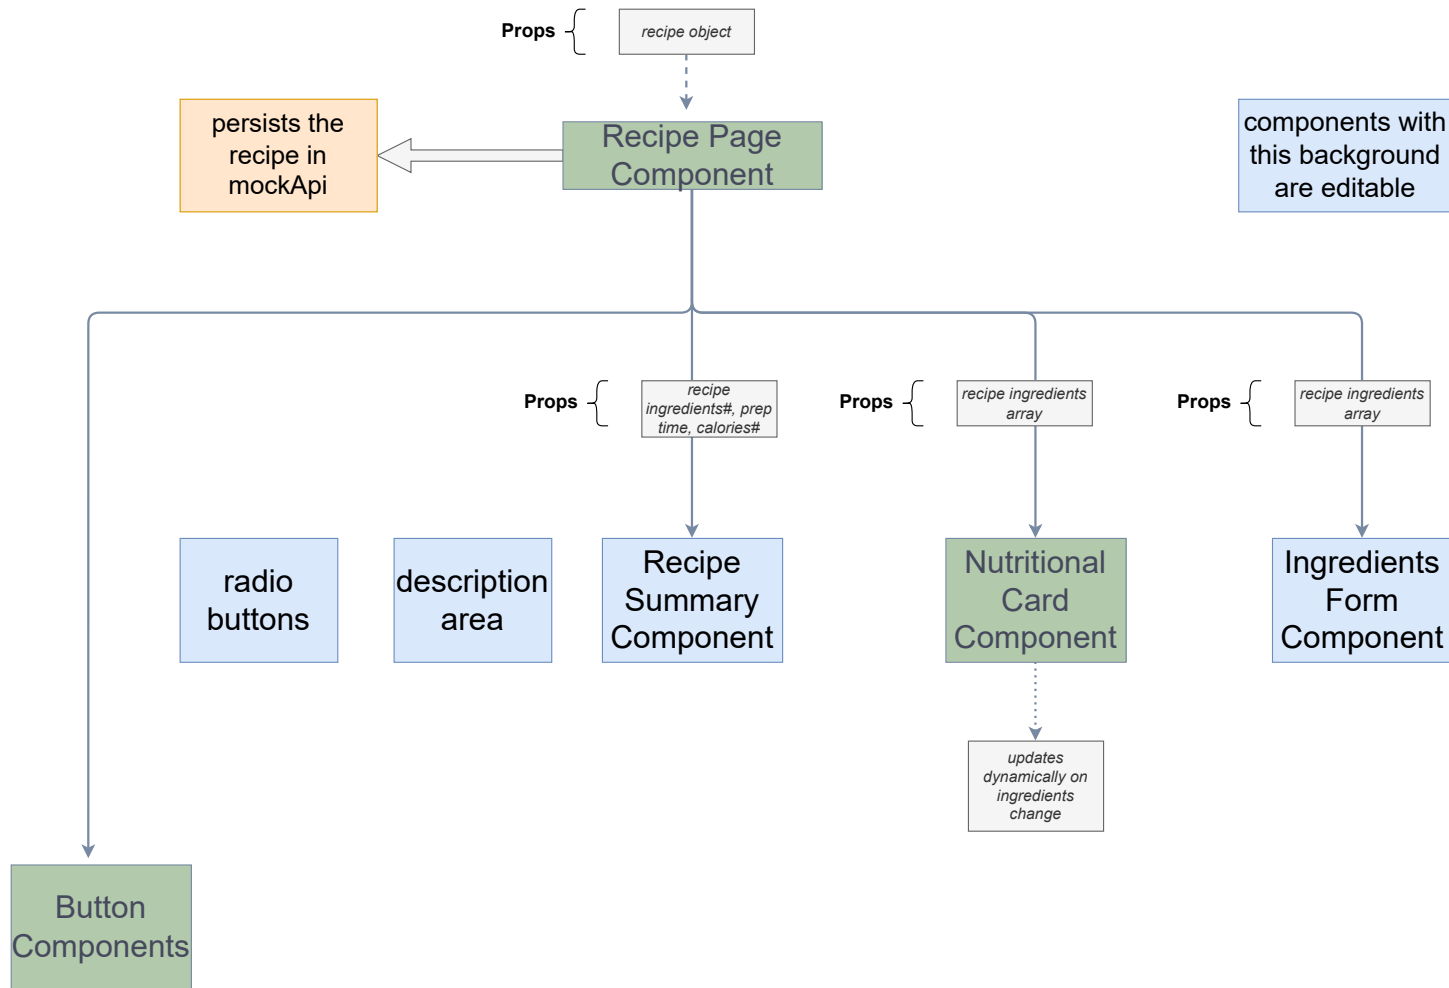 Props
recipe object
persists the
recipe in
mockApi
Recipe Page
Component
components with
this background
are editable
Props
recipe
ingredients#, prep
time, calories#
Props
recipe ingredients
array
Props
recipe ingredients
array
radio
buttons
description
area
Recipe
Summary
Component
Nutritional
Card
Component
Ingredients
Form
Component
updates
dynamically on
ingredients
change
Button
Components